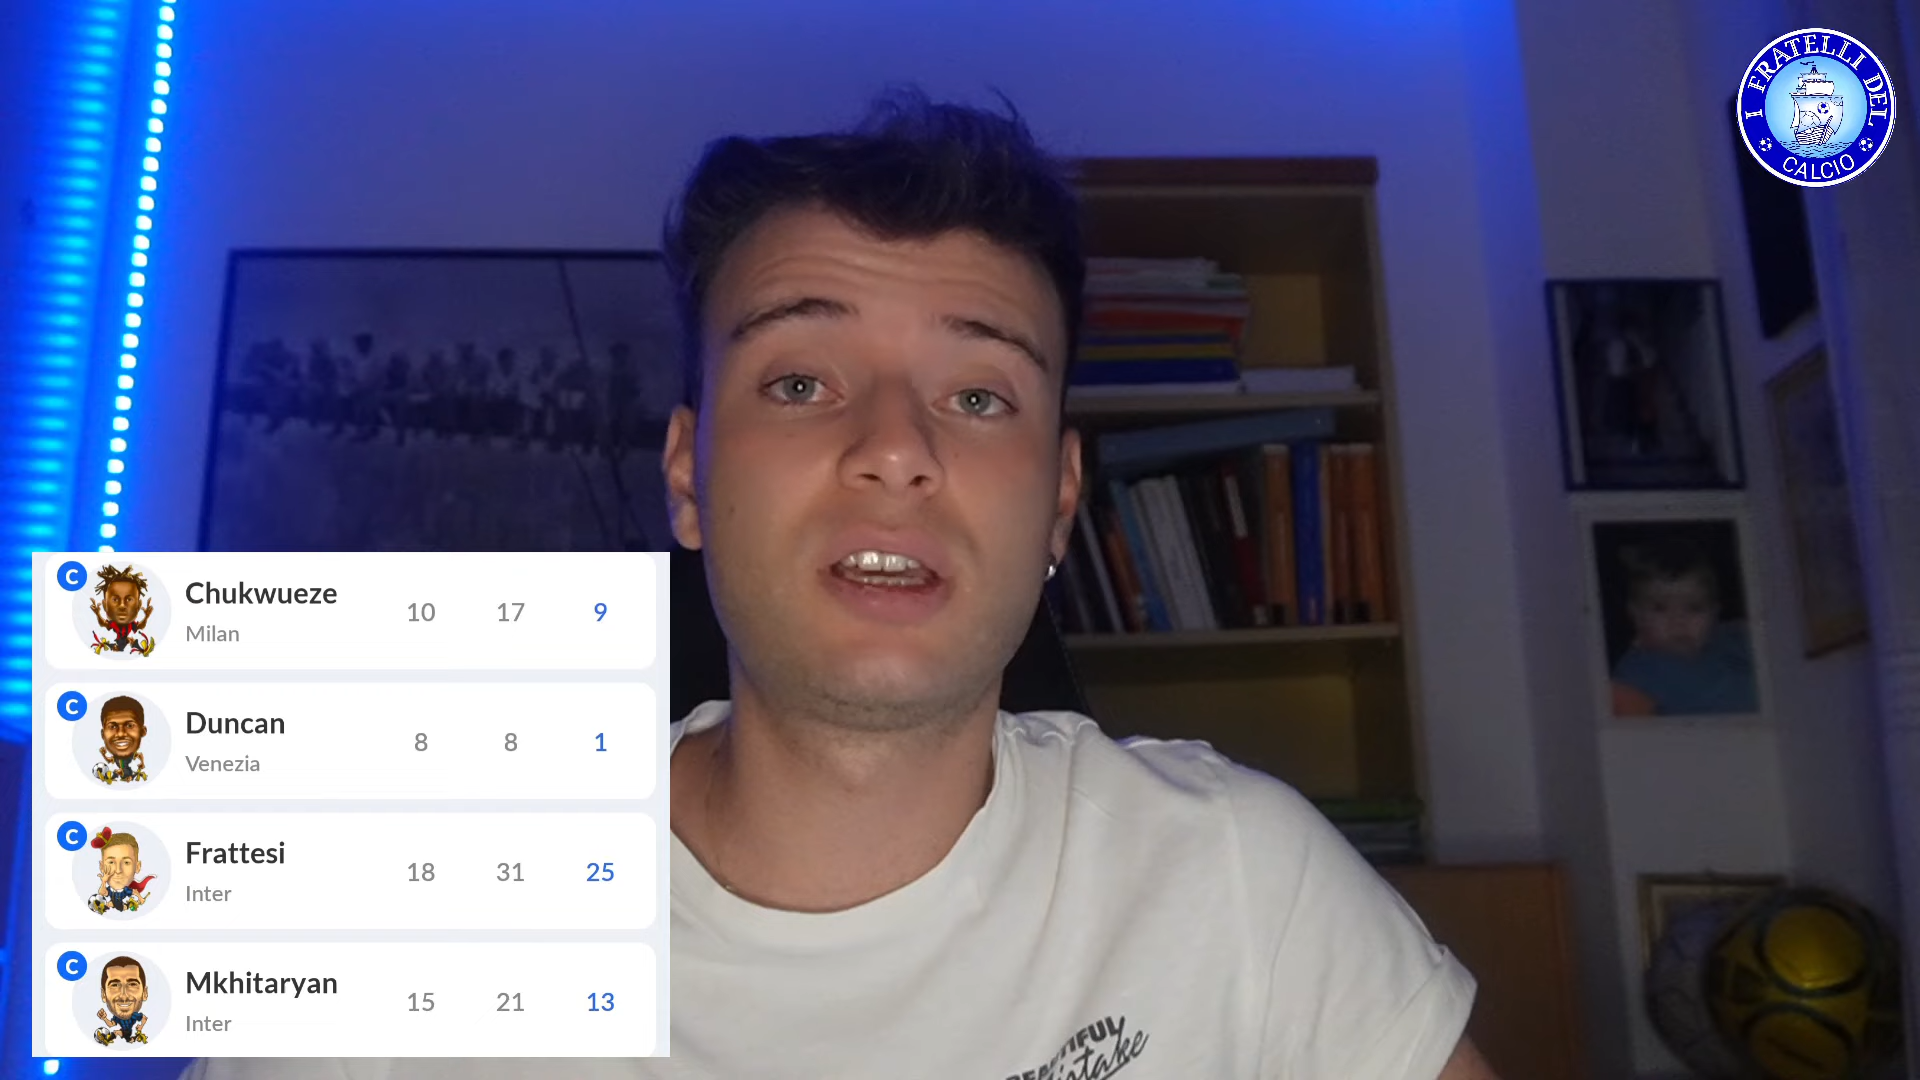 I FRATELLI DEL
CALCIO
C
Chukwueze
10 17 9
Milan
C
Duncan
8 8 1
Venezia
C
Frattesi
18 31 25
Inter
C
Mkhitaryan
15 21 13
Inter